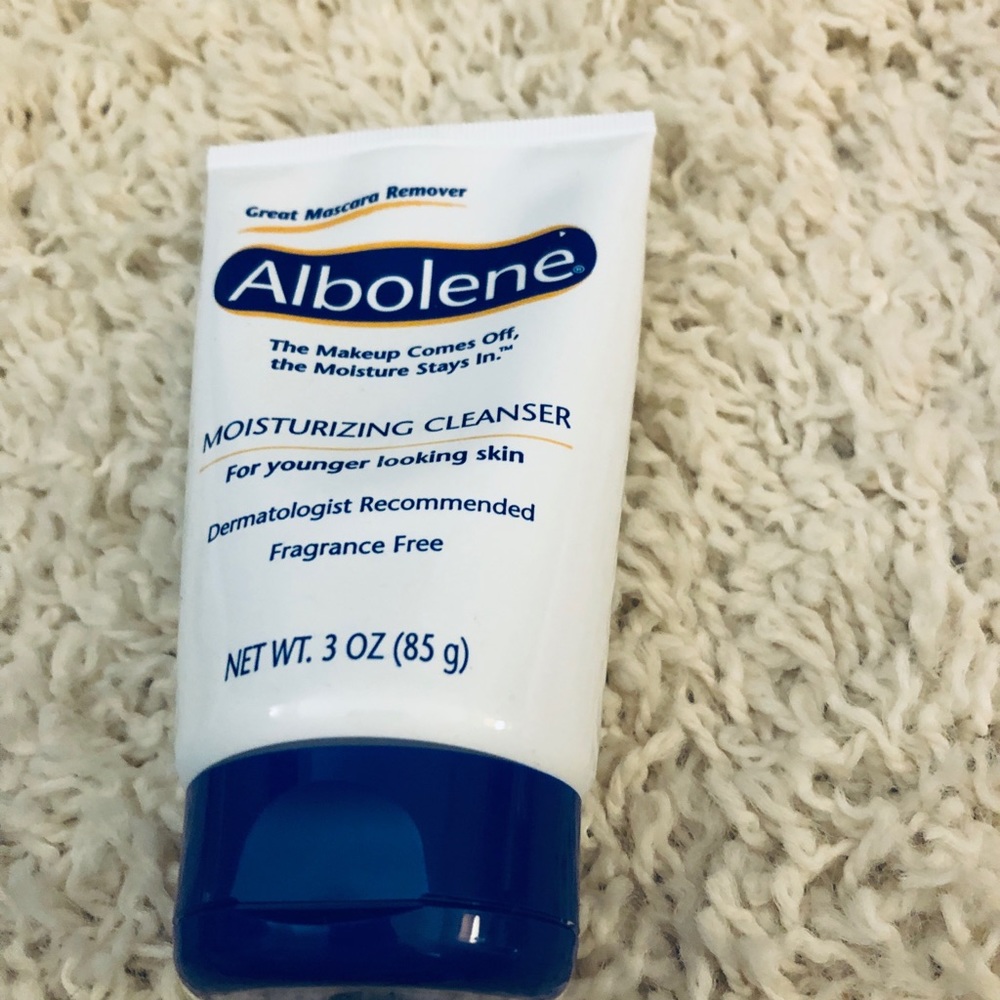 Great Mascara Remover
Albolene®
The Makeup Comes Off,
the Moisture Stays In.™
MOISTURIZING CLEANSER
For younger looking skin
Dermatologist Recommended
Fragrance Free
NET WT. 3 OZ (85 g)